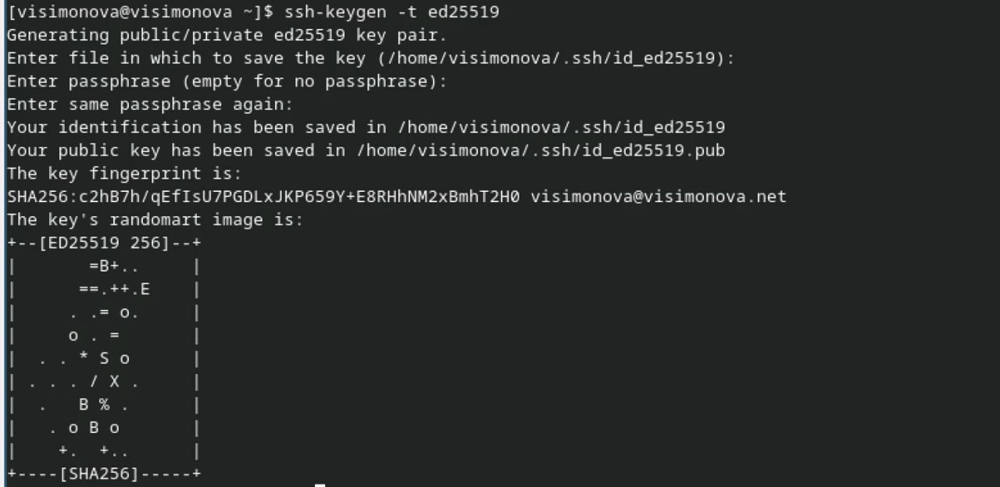 [visimonova@visimonova ~]$ ssh-keygen -t ed25519
Generating public/private ed25519 key pair.
Enter file in which to save the key (/home/visimonova/.ssh/id_ed25519):
Enter passphrase (empty for no passphrase):
Enter same passphrase again:
Your identification has been saved in /home/visimonova/.ssh/id_ed25519
Your public key has been saved in /home/visimonova/.ssh/id_ed25519.pub
The key fingerprint is:
SHA256:c2hB7h/qEfIsU7PGDLxJKP659Y+E8RHhNM2xBmhT2H0 visimonova@visimonova.net
The key's randomart image is:
+--[ED25519 256]--+
|       =B+..     |
|      ==.++.E    |
|     . .= o.     |
|     o . =       |
|  . . * S o      |
| . . . / X .     |
|  .   B % .      |
|   . o B o       |
|    +.  +..      |
+----[SHA256]-----+